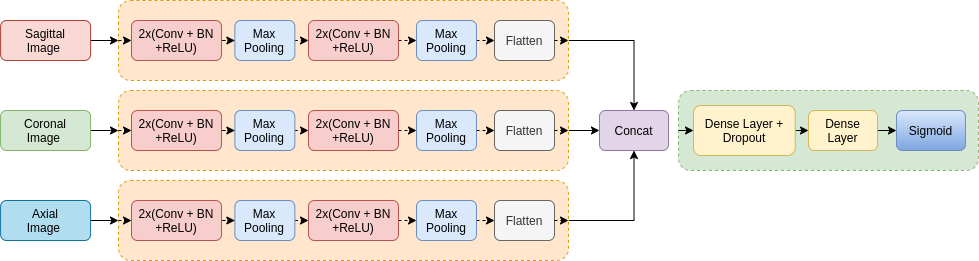 Sagittal
Image
2x(Conv + BN
+ReLU)
Max
Pooling
2x(Conv + BN
+ReLU)
Max
Pooling
Flatten
Coronal
Image
2x(Conv + BN
+ReLU)
Max
Pooling
2x(Conv + BN
+ReLU)
Max
Pooling
Flatten
Concat
Dense Layer +
Dropout
Dense
Layer
Sigmoid
Axial
Image
2x(Conv + BN
+ReLU)
Max
Pooling
2x(Conv + BN
+ReLU)
Max
Pooling
Flatten